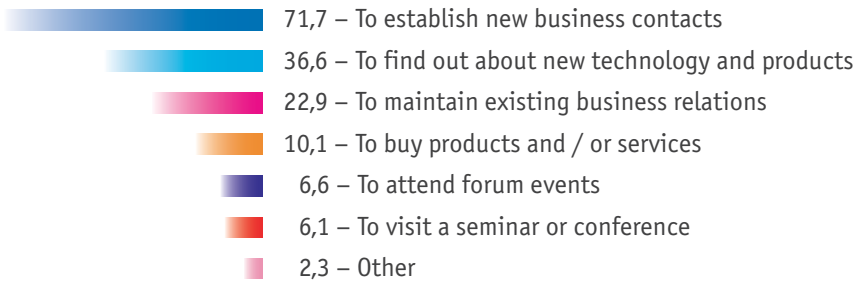 71,7 – To establish new business contacts
36,6 – To find out about new technology and products
22,9 – To maintain existing business relations
10,1 – To buy products and / or services
6,6 – To attend forum events
6,1 – To visit a seminar or conference
2,3 – Other